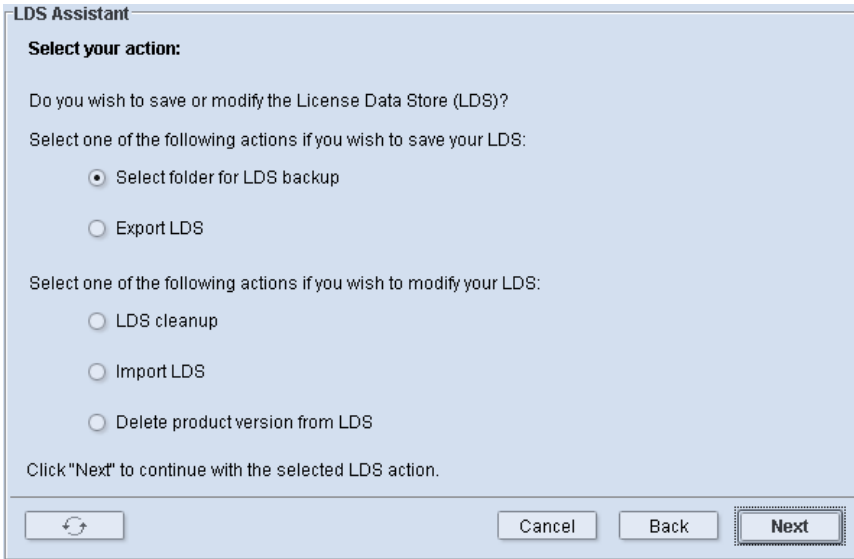 LDS Assistant
Select your action:
Do you wish to save or modify the License Data Store (LDS)?
Select one of the following actions if you wish to save your LDS:
Select folder for LDS backup
Export LDS
Select one of the following actions if you wish to modify your LDS:
LDS cleanup
Import LDS
Delete product version from LDS
Click "Next" to continue with the selected LDS action.
Cancel Back Next